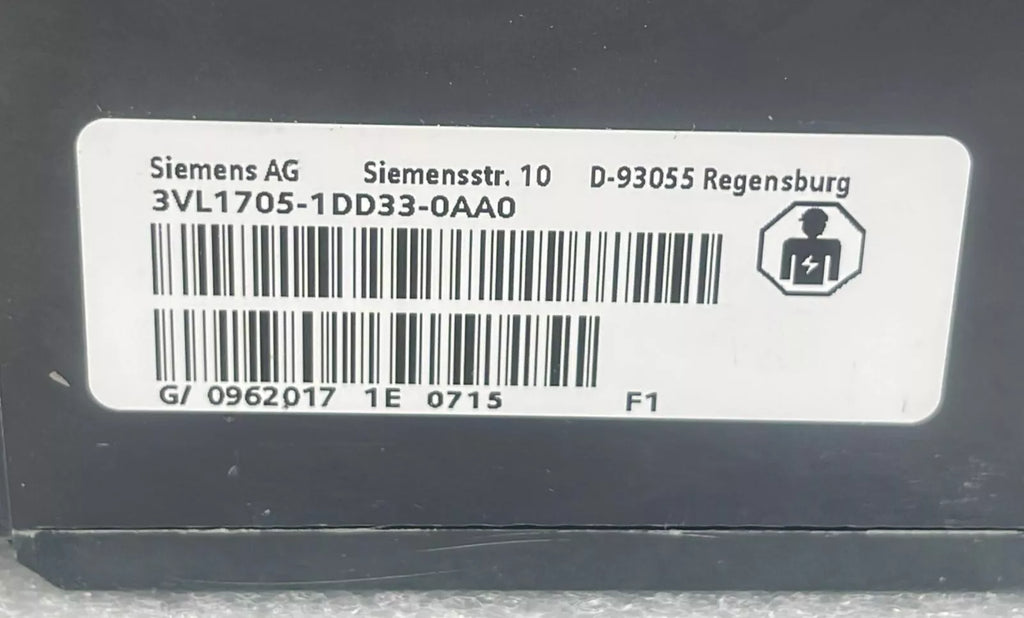 Siemens AG Siemensstr. 10 D-93055 Regensburg
3VL1705-1DD33-0AA0
G/ 0962017 1E 0715 F1